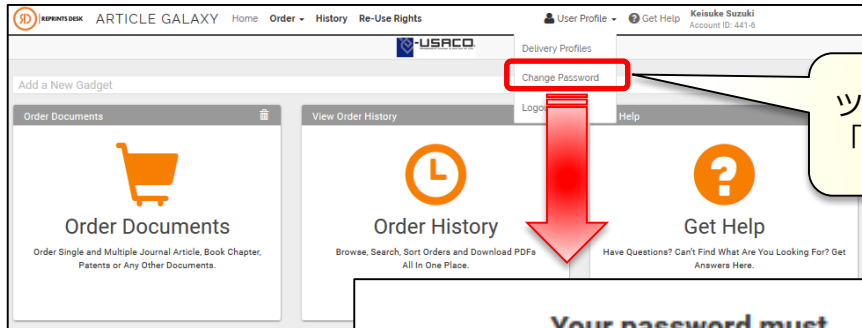 RD REPRINTS DESK ARTICLE GALAXY Home Order History Re-Use Rights User Profile Get Help Keisuke Suzuki
Account ID: 441-6
-USACO
Delivery Profiles
Add a New Gadget
Change Password
ツ
「
Order Documents
View Order History
Logo
Help
Order Documents
Order Single and Multiple Journal Article, Book Chapter,
Patents or Any Other Documents.
Order History
Browse, Search, Sort Orders and Download PDFs
All In One Place.
Get Help
Have Questions? Can't Find What Are You Looking For? Get
Answers Here.
Your password must